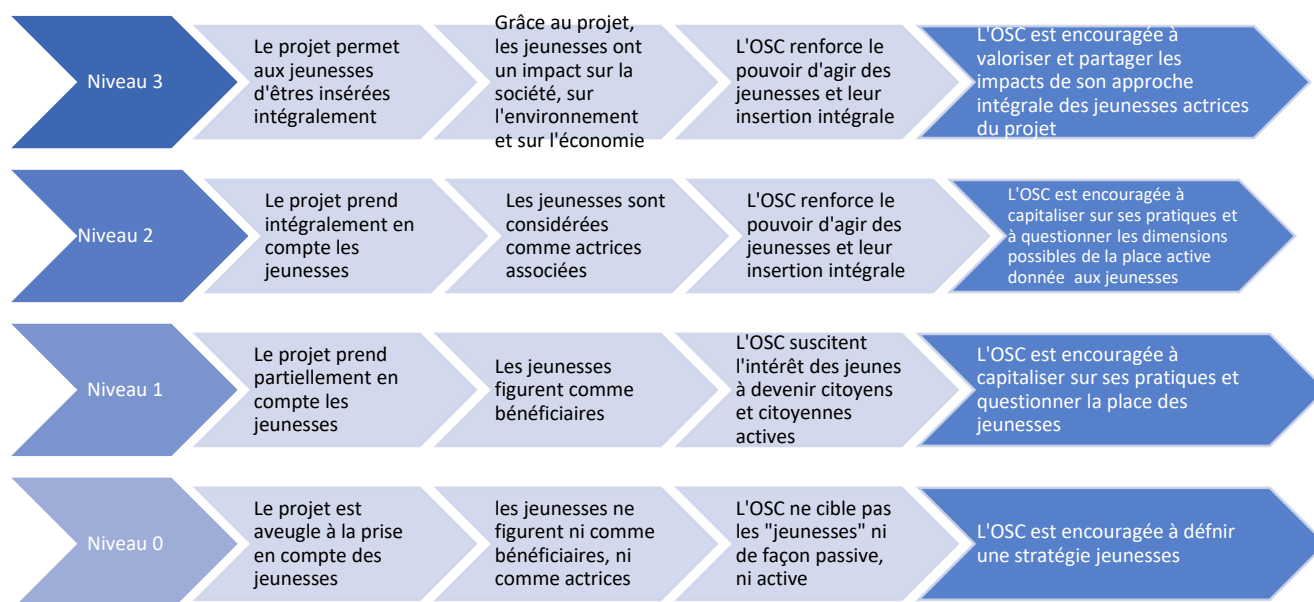 Niveau 3
Le projet permet
aux jeunesses
d'êtres insérées
intégralement
Grâce au projet,
les jeunesses ont
un impact sur la
société, sur
l'environnement
et sur l'économie
L'OSC renforce le
pouvoir d'agir des
jeunesses et leur
insertion intégrale
L'OSC est encouragée à
valoriser et partager les
impacts de son approche
intégrale des jeunesses actrices
du projet
Niveau 2
Le projet prend
intégralement en
compte les
jeunesses
Les jeunesses sont
considérées
comme actrices
associées
L'OSC renforce le
pouvoir d'agir des
jeunesses et leur
insertion intégrale
L'OSC est encouragée à
capitaliser sur ses pratiques et
à questionner les dimensions
possibles de la place active
donnée aux jeunesses
Niveau 1
Le projet prend
partiellement en
compte les
jeunesses
Les jeunesses
figurent comme
bénéficiaires
L'OSC suscitent
l'intérêt des jeunes
à devenir citoyens
et citoyennes
actives
L'OSC est encouragée à
capitaliser sur ses pratiques et
questionner la place des
jeunesses
Niveau 0
Le projet est
aveugle à la prise
en compte des
jeunesses
les jeunesses ne
figurent ni comme
bénéficiaires, ni
comme actrices
L'OSC ne cible pas
les "jeunesses" ni
de façon passive,
ni active
L'OSC est encouragée à défnir
une stratégie jeunesses